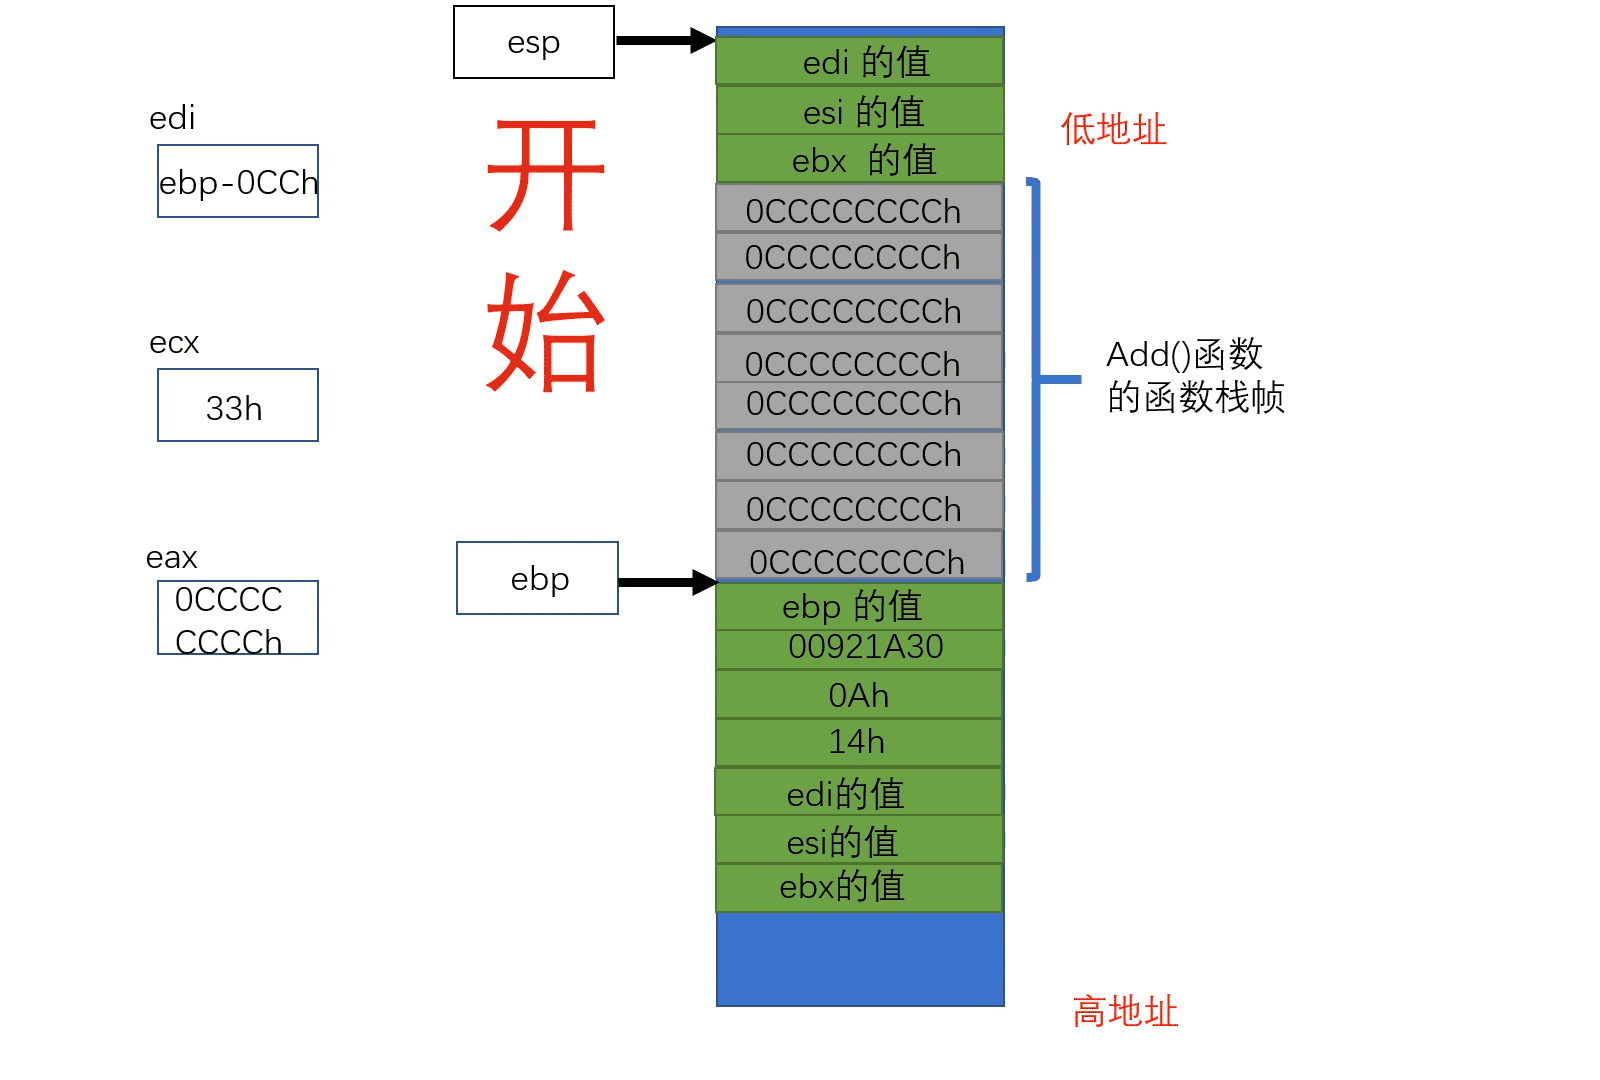 esp
edi
ebp-0CCh
ecx
33h
eax
0CCCC
CCCCh
开
始
ebp
edi 的值
esi 的值
ebx 的值
0CCCCCCCCh
0CCCCCCCCh
0CCCCCCCCh
0CCCCCCCCh
0CCCCCCCCh
0CCCCCCCCh
0CCCCCCCCh
0CCCCCCCCh
ebp 的值
00921A30
0Ah
14h
edi的值
esi的值
ebx的值
低地址
Add()函数
的函数栈帧
高地址